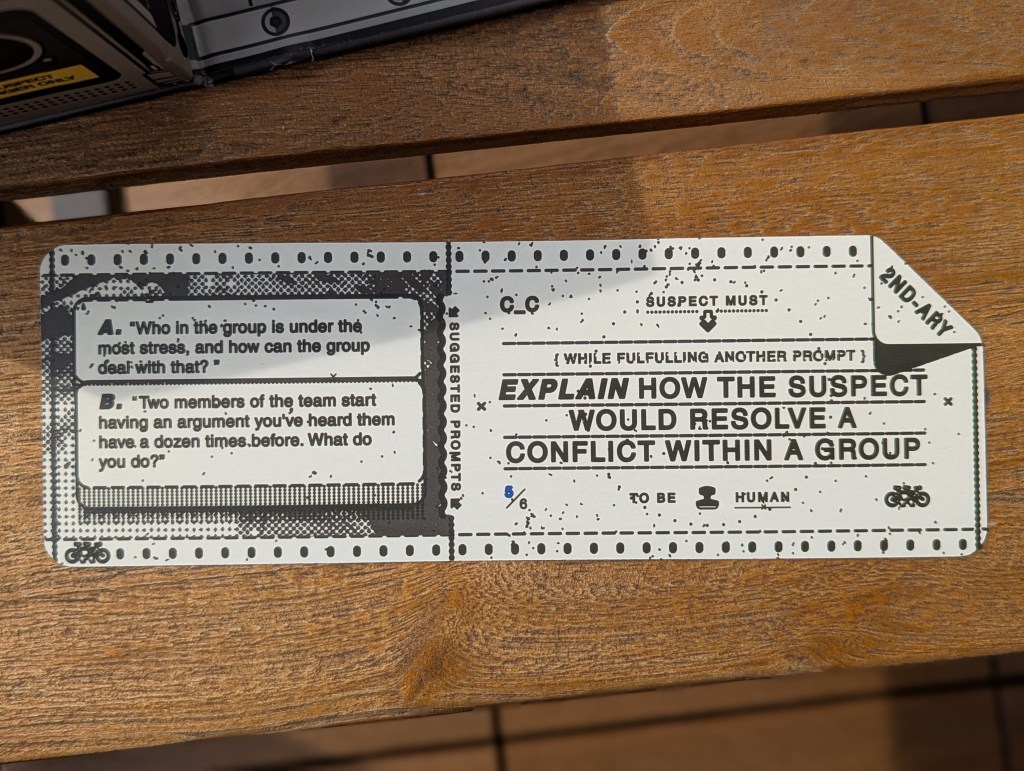 USPECT
ONLY
A. "Who in the group is under the
most stress, and how can the group
deal with that? "
B. "Two members of the team start
having an argument you've heard them
have a dozen times before. What do
you do?"
SUGGESTED PROMPTS
C_C
SUSPECT MUST
2ND-ARY
{ WHILE FULFULLING ANOTHER PROMPT }
EXPLAIN HOW THE SUSPECT
WOULD RESOLVE A
CONFLICT WITHIN A GROUP
5/6
TO BE HUMAN